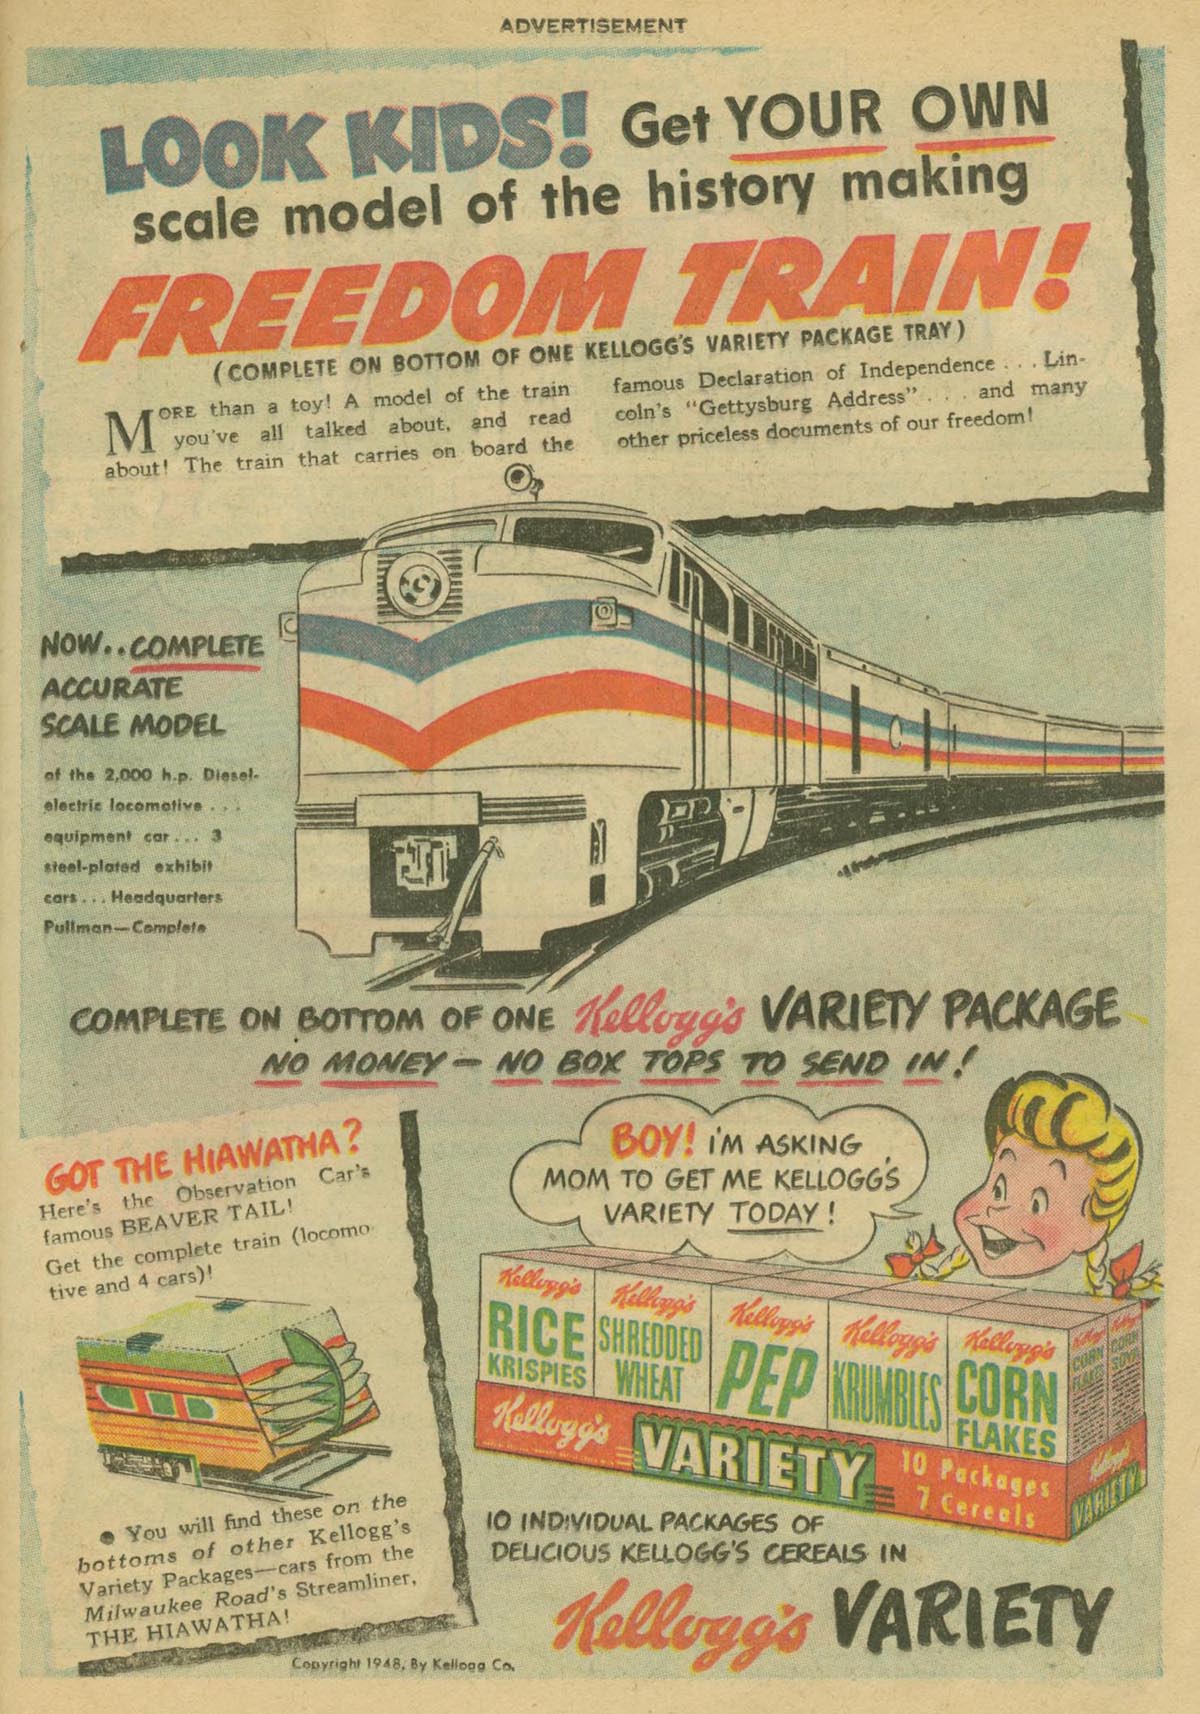 ADVERTISEMENT
LOOK KIDS! Get YOUR OWN
scale model of the history making
FREEDOM TRAIN!
(COMPLETE ON BOTTOM OF ONE KELLOGG'S VARIETY PACKAGE TRAY)
MORE than a toy! A model of the train
you've all talked about, and read
about! The train that carries on board the
famous Declaration of Independence . . . Lin-
coln's "Gettysburg Address" . . . and many
other priceless documents of our freedom!
NOW..COMPLETE
ACCURATE
SCALE MODEL
of the 2,000 h.p. Diesel-
electric locomotive . . .
equipment car . . . 3
steel-plated exhibit
cars . . . Headquarters
Pullman—Complete
COMPLETE ON BOTTOM OF ONE Kellogg's VARIETY PACKAGE
NO MONEY — NO BOX TOPS TO SEND IN!
GOT THE HIAWATHA?
Here's the Observation Car's
famous BEAVER TAIL!
Get the complete train (locomo
tive and 4 cars)!
● You will find these on the
bottoms of other Kellogg's
Variety Packages—cars from the
Milwaukee Road's Streamliner,
THE HIAWATHA!
Copyright 1948, By Kellogg Co.
BOY! I'M ASKING
MOM TO GET ME KELLOGG'S
VARIETY TODAY!
Kellogg's
RICE
KRISPIES
Kellogg's
SHREDDED
WHEAT
Kellogg's
PEP
Kellogg's
KRUMBLES
Kellogg's
CORN
FLAKES
Kellogg's
CORN
FLAKES
CORN
SOYA
Kellogg's VARIETY
10 Packages
7 Cereals
Kellogg's
VARIETY
10 INDIVIDUAL PACKAGES OF
DELICIOUS KELLOGG'S CEREALS IN
Kellogg's VARIETY